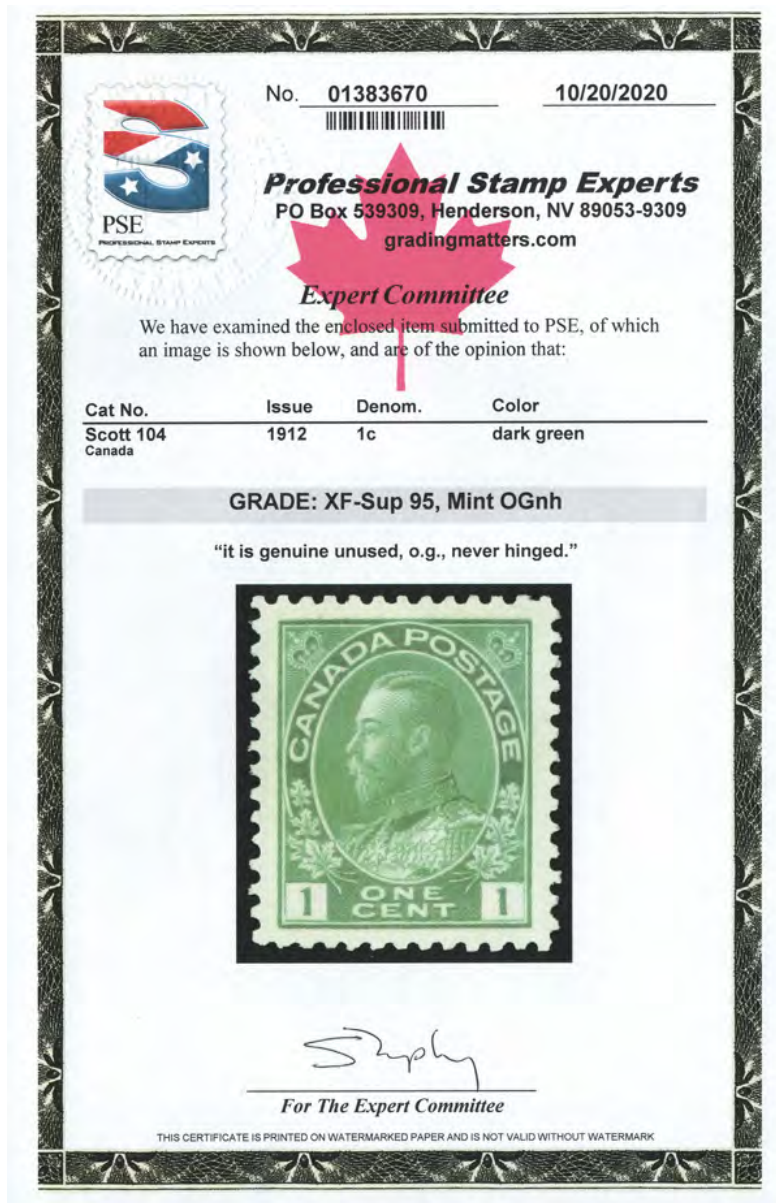 No. 01383670 10/20/2020
PSE
PROFESSIONAL STAMP EXPERTS
Professional Stamp Experts
PO Box 539309, Henderson, NV 89053-9309
gradingmatters.com
Expert Committee
We have examined the enclosed item submitted to PSE, of which
an image is shown below, and are of the opinion that:
Cat No. Issue Denom. Color
Scott 104 1912 1c dark green
Canada
GRADE: XF-Sup 95, Mint OGnh
“it is genuine unused, o.g., never hinged.”
CANADA POSTAGE
1 ONE CENT 1
For The Expert Committee
THIS CERTIFICATE IS PRINTED ON WATERMARKED PAPER AND IS NOT VALID WITHOUT WATERMARK